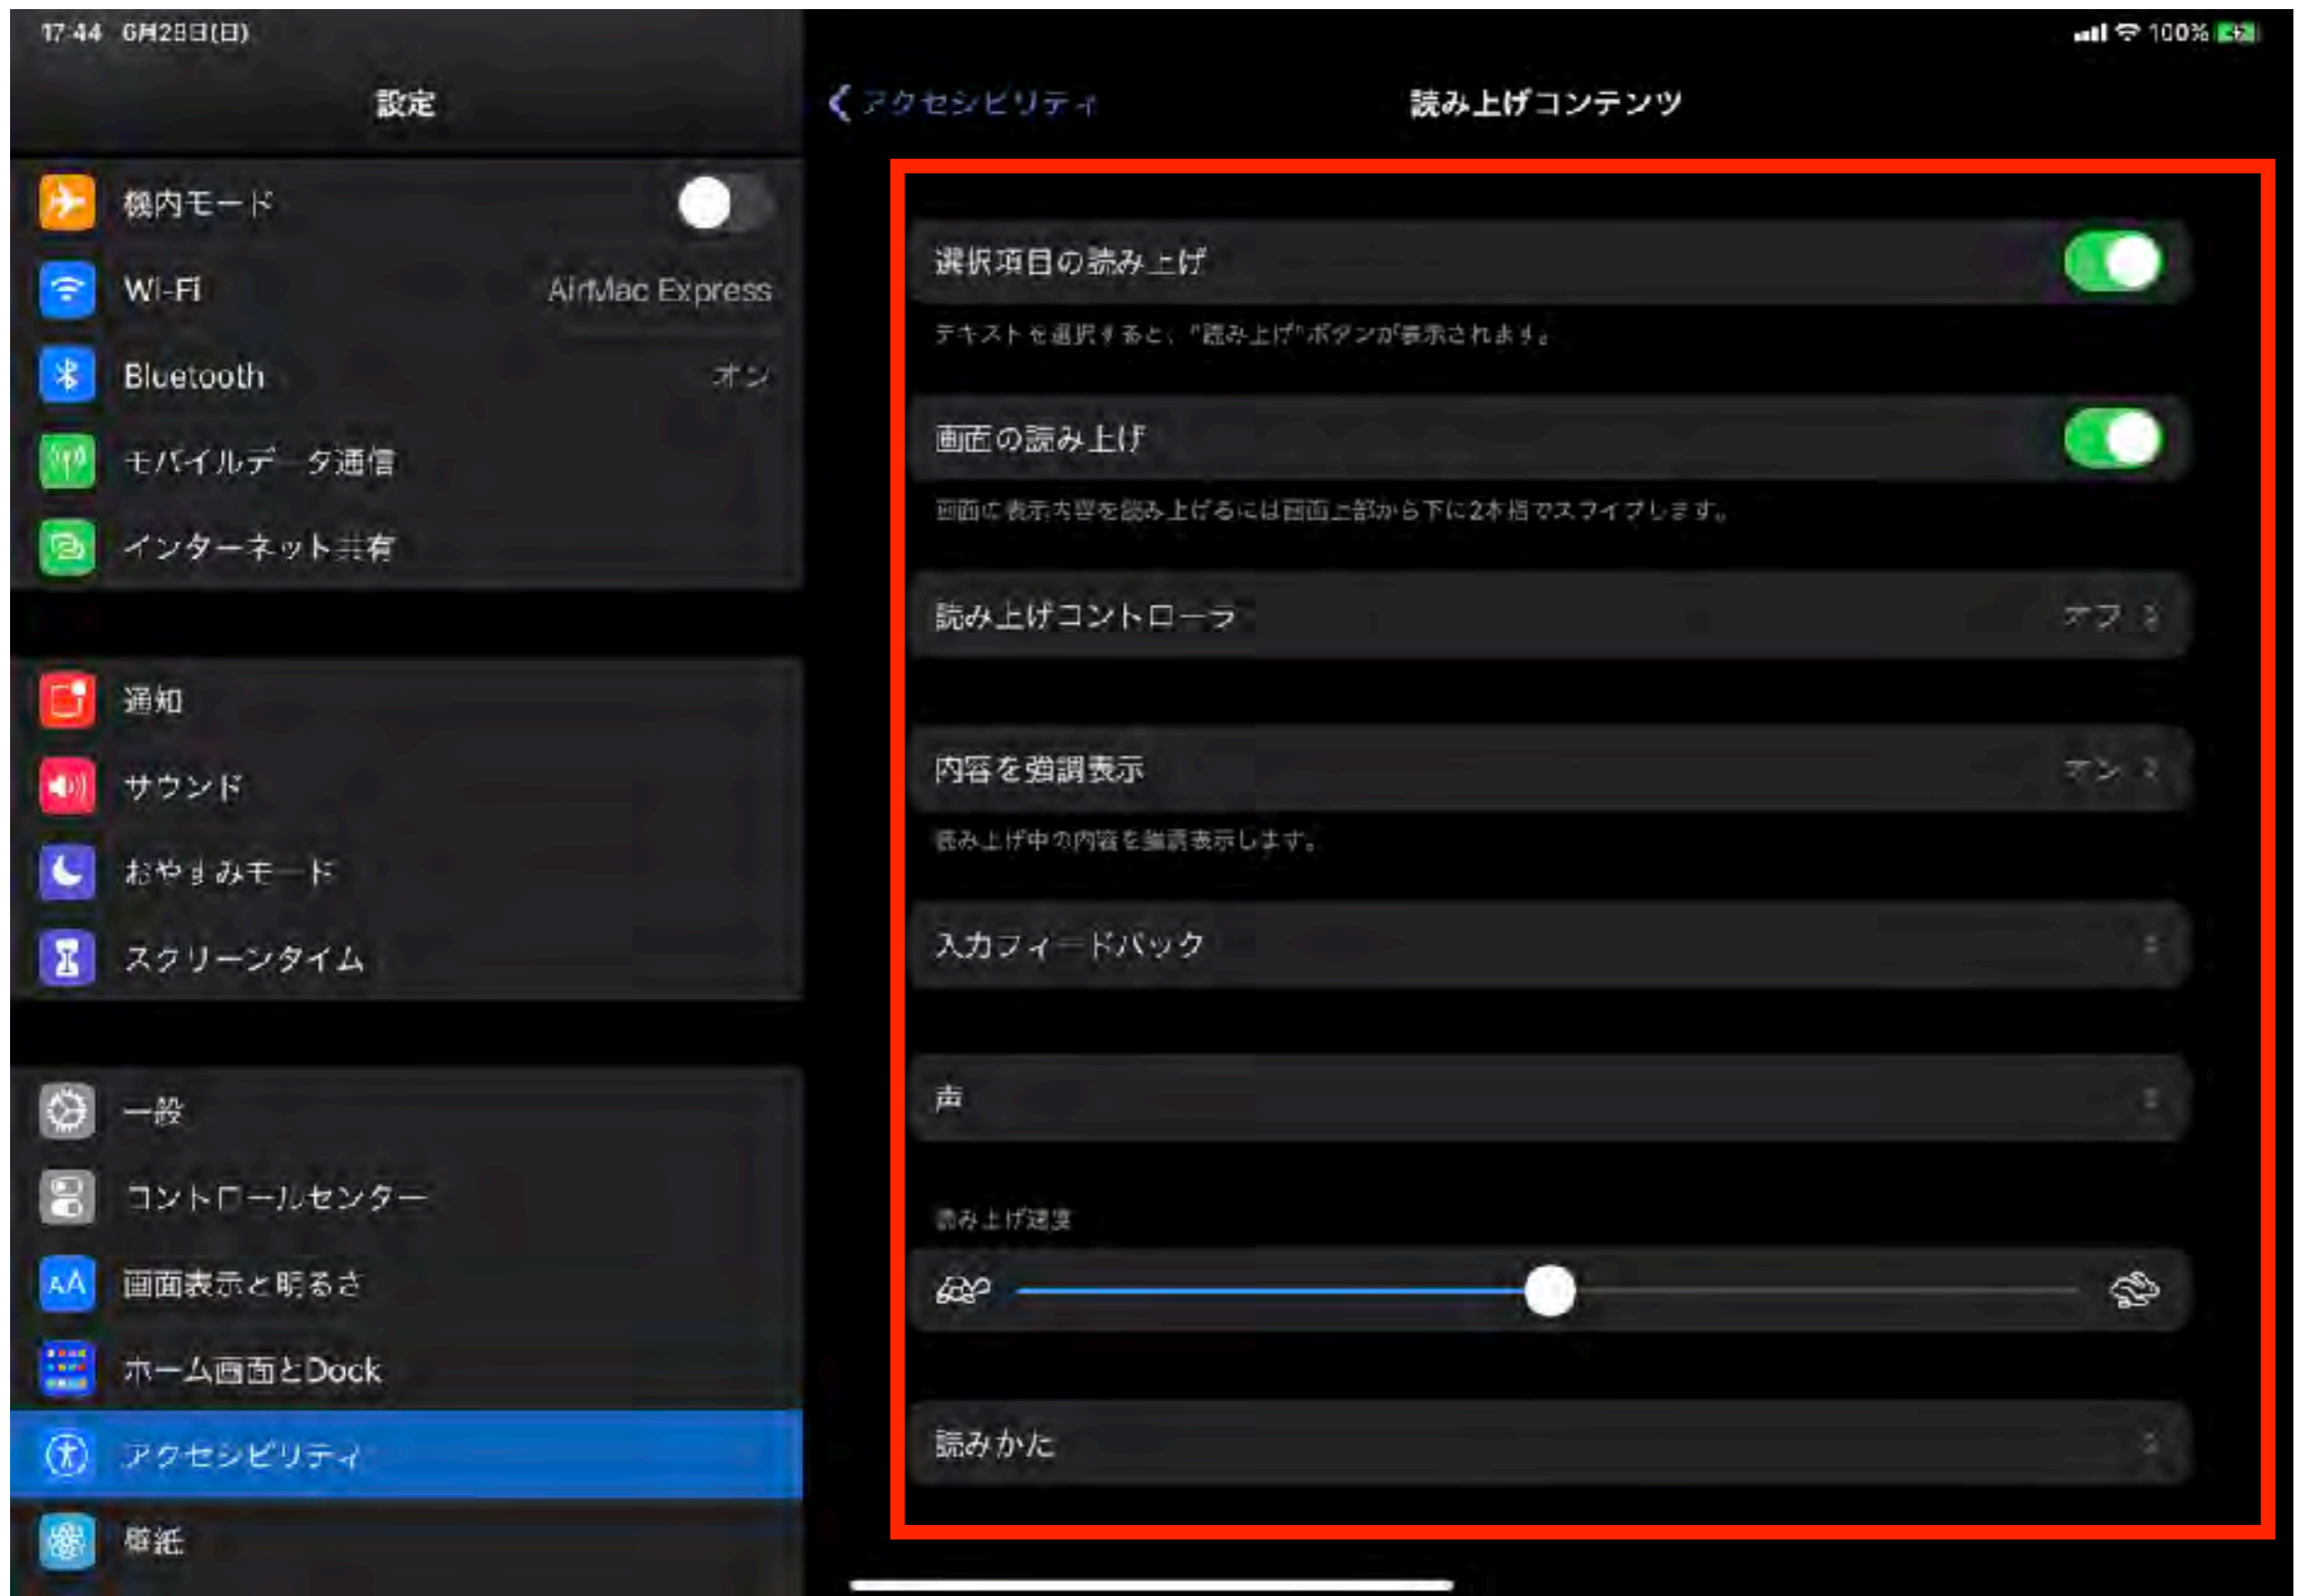 17:44 6月28日(日)
100%
設定
機内モード
Wi-Fi AirMac Express
Bluetooth オン
モバイルデータ通信
インターネット共有
通知
サウンド
おやすみモード
スクリーンタイム
一般
コントロールセンター
AA 画面表示と明るさ
ホーム画面とDock
アクセシビリティ
壁紙
アクセシビリティ
読み上げコンテンツ
選択項目の読み上げ
テキストを選択すると、"読み上げ"ボタンが表示されます。
画面の読み上げ
画面の表示内容を読み上げるには画面上部から下に2本指でスワイプします。
読み上げコントローラ オフ
内容を強調表示 オン
読み上げ中の内容を強調表示します。
入力フィードバック
声
読み上げ速度
読みかた